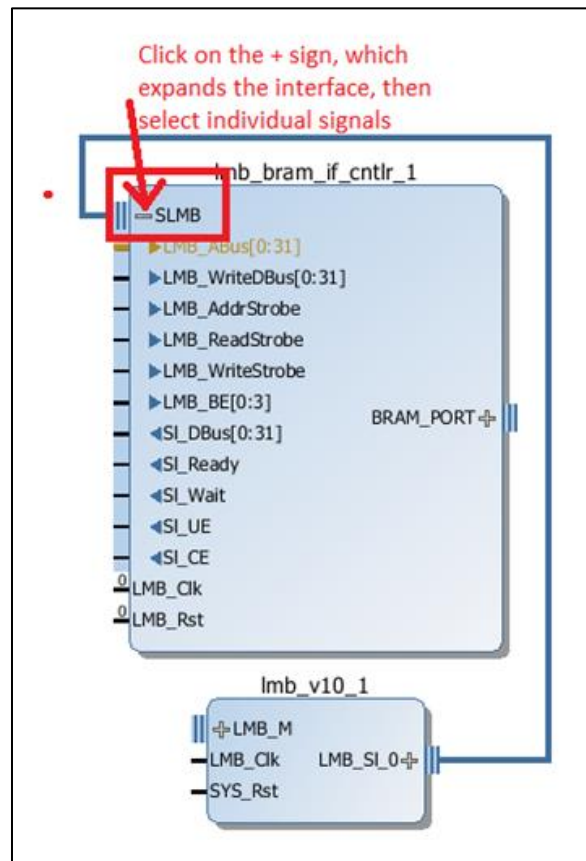 Click on the + sign, which
expands the interface, then
select individual signals
lmb_bram_if_cntlr_1
SLMB
LMB_ABus[0:31]
LMB_WriteDBus[0:31]
LMB_AddrStrobe
LMB_ReadStrobe
LMB_WriteStrobe
LMB_BE[0:3]
BRAM_PORT
Sl_DBus[0:31]
Sl_Ready
Sl_Wait
Sl_UE
Sl_CE
0
LMB_Clk
0
LMB_Rst
lmb_v10_1
LMB_M
LMB_Clk LMB_Sl_0
SYS_Rst